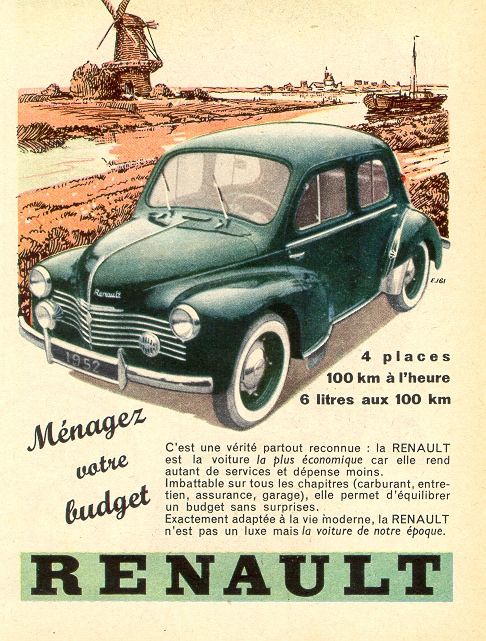 Renault
1952
E.IGI
4 places
100 km à l'heure
6 litres aux 100 km
Ménagez
votre
budget
C'est une vérité partout reconnue : la RENAULT
est la voiture la plus économique car elle rend
autant de services et dépense moins.
Imbattable sur tous les chapitres (carburant, entre-
tien, assurance, garage), elle permet d'équilibrer
un budget sans surprises.
Exactement adaptée à la vie moderne, la RENAULT
n'est pas un luxe mais la voiture de notre époque.
RENAULT